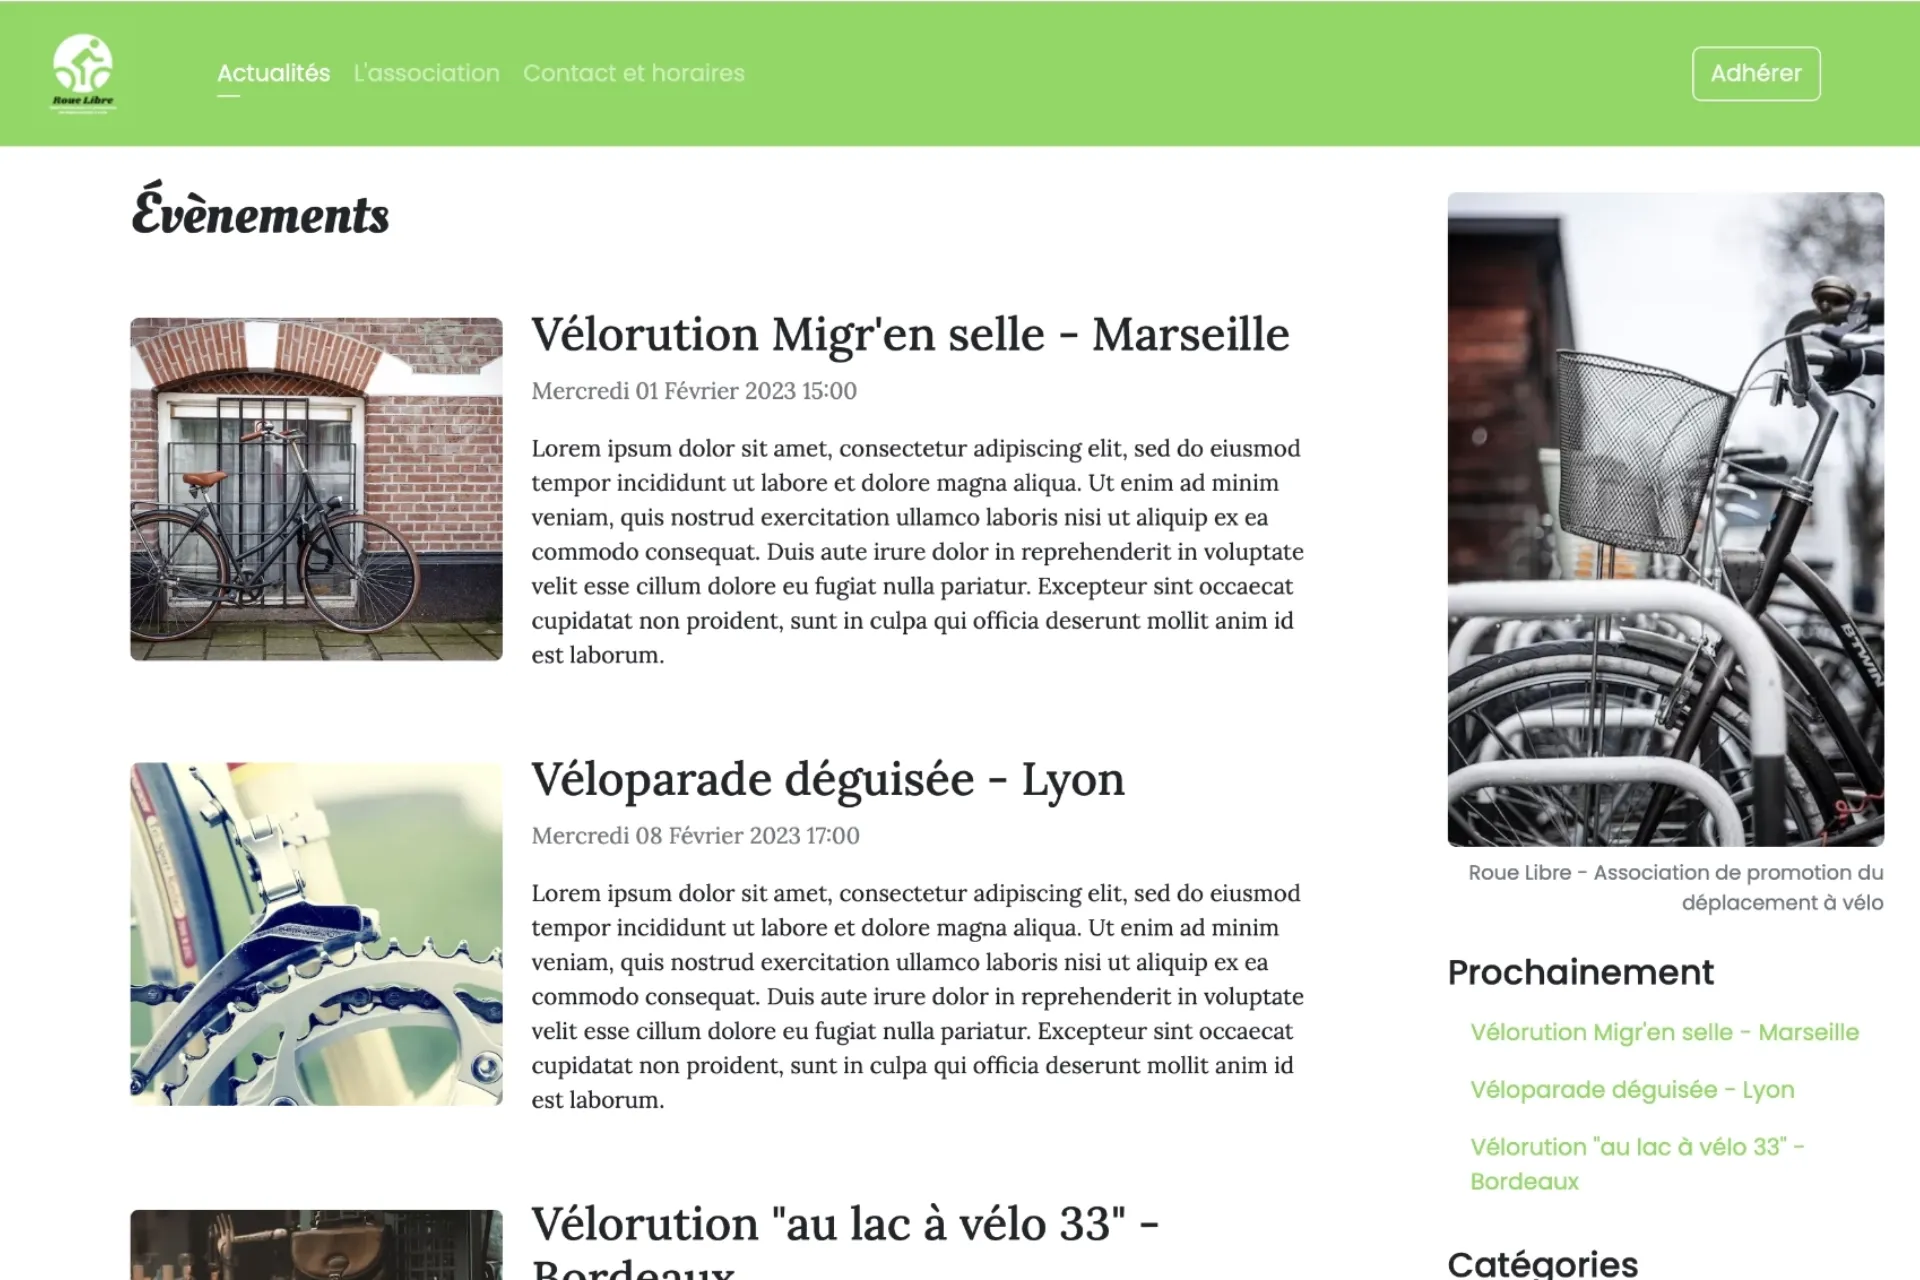 Roue Libre
Actualités
L'association
Contact et horaires
Adhérer
Évènements
Vélorution Migr'en selle - Marseille
Mercredi 01 Février 2023 15:00
Lorem ipsum dolor sit amet, consectetur adipiscing elit, sed do eiusmod
tempor incididunt ut labore et dolore magna aliqua. Ut enim ad minim
veniam, quis nostrud exercitation ullamco laboris nisi ut aliquip ex ea
commodo consequat. Duis aute irure dolor in reprehenderit in voluptate
velit esse cillum dolore eu fugiat nulla pariatur. Excepteur sint occaecat
cupidatat non proident, sunt in culpa qui officia deserunt mollit anim id
est laborum.
Véloparade déguisée - Lyon
Mercredi 08 Février 2023 17:00
Lorem ipsum dolor sit amet, consectetur adipiscing elit, sed do eiusmod
tempor incididunt ut labore et dolore magna aliqua. Ut enim ad minim
veniam, quis nostrud exercitation ullamco laboris nisi ut aliquip ex ea
commodo consequat. Duis aute irure dolor in reprehenderit in voluptate
velit esse cillum dolore eu fugiat nulla pariatur. Excepteur sint occaecat
cupidatat non proident, sunt in culpa qui officia deserunt mollit anim id
est laborum.
Vélorution "au lac à vélo 33" -
Bordeaux
B'TWIN
Roue Libre - Association de promotion du
déplacement à vélo
Prochainement
Vélorution Migr'en selle - Marseille
Véloparade déguisée - Lyon
Vélorution "au lac à vélo 33" -
Bordeaux
Catégories